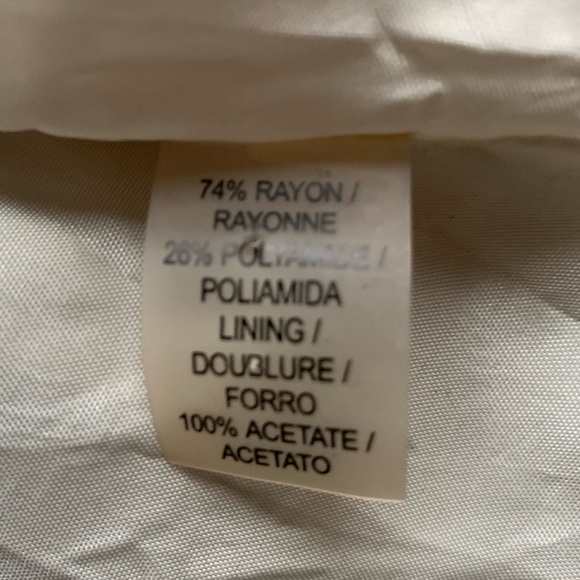 74% RAYON /
RAYONNE
26% POLYAMIDE /
POLIAMIDA
LINING /
DOUBLURE /
FORRO
100% ACETATE /
ACETATO